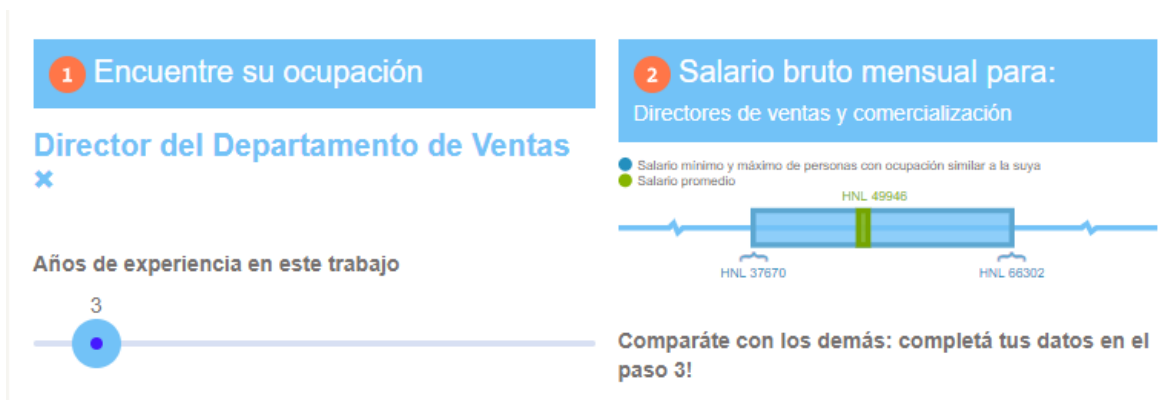 1 Encuentre su ocupación
Director del Departamento de Ventas
✖
Años de experiencia en este trabajo
3
2 Salario bruto mensual para:
Directores de ventas y comercialización
Salario mínimo y máximo de personas con ocupación similar a la suya
Salario promedio
HNL 49946
HNL 37670
HNL 66302
Comparáte con los demás: completá tus datos en el
paso 3!